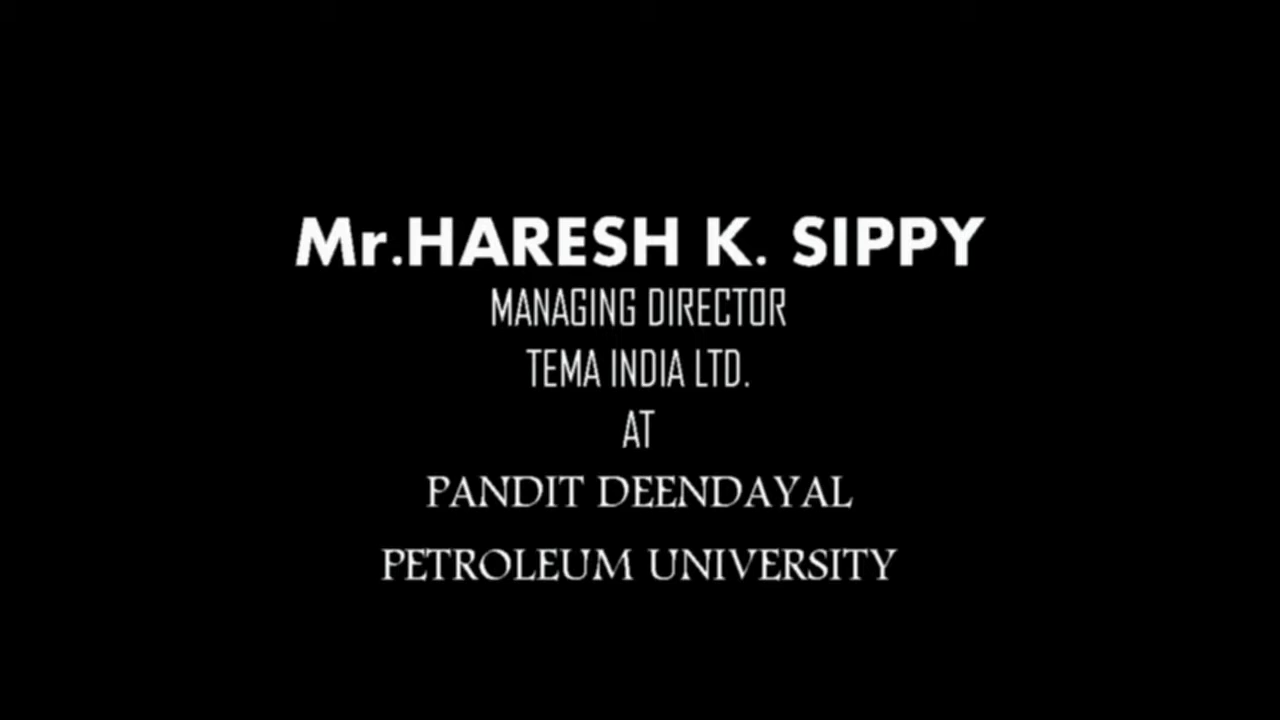 Mr.HARESH K. SIPPY
MANAGING DIRECTOR
TEMA INDIA LTD.
AT
PANDIT DEENDAYAL
PETROLEUM UNIVERSITY